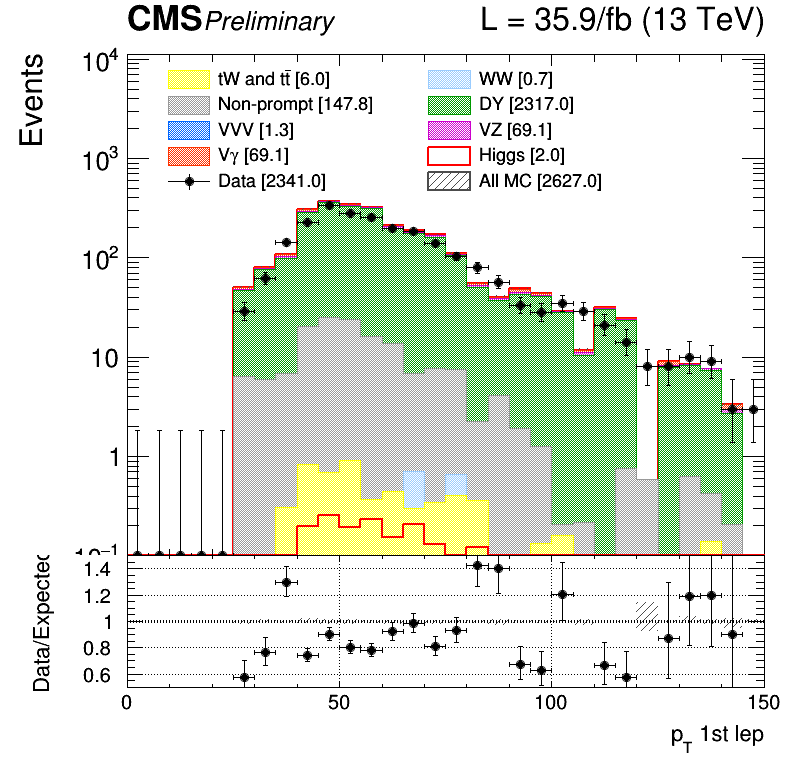 CMS Preliminary L = 35.9/fb (13 TeV)
Events
10⁴
10³
10²
10
1
10⁻¹
tW and tt̄ [6.0]
WW [0.7]
Non-prompt [147.8]
DY [2317.0]
VVV [1.3]
VZ [69.1]
Vγ [69.1]
Higgs [2.0]
Data [2341.0]
All MC [2627.0]
Data/Expected
1.4
1.2
1
0.8
0.6
0 50 100 150
p_T 1st lep